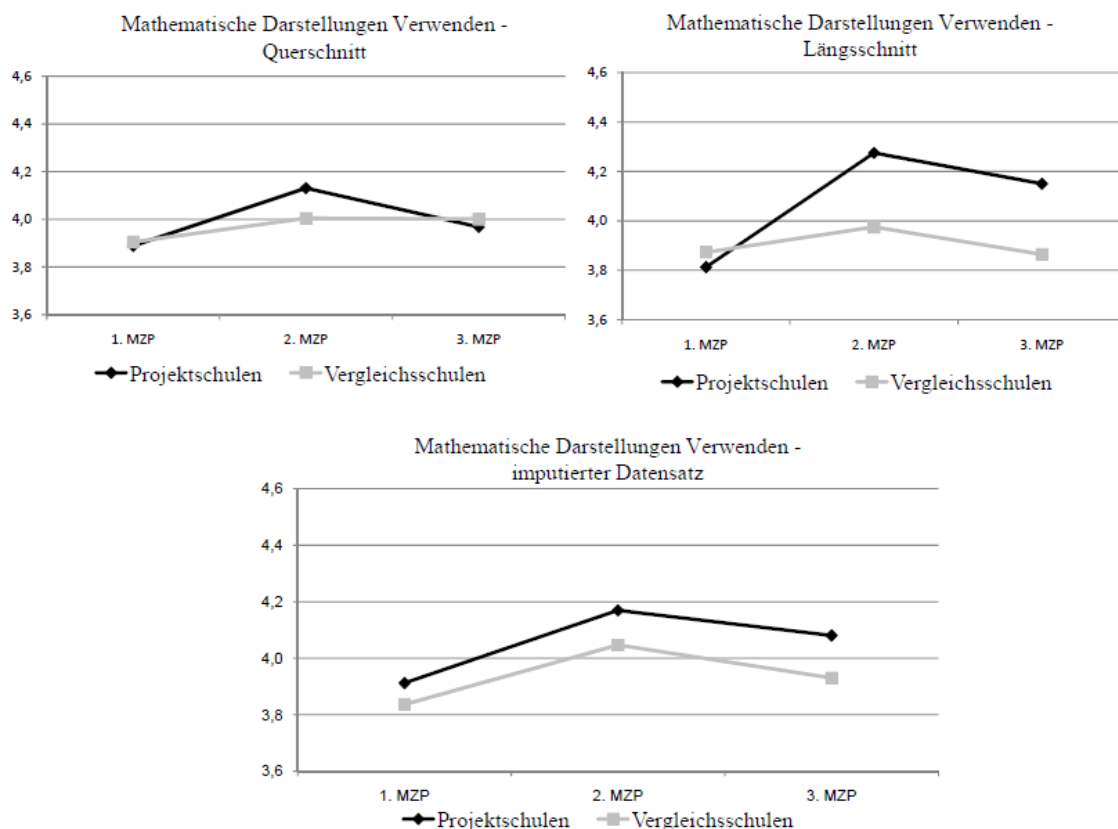 Mathematische Darstellungen Verwenden -
Querschnitt
4,6
4,4
4,2
4,0
3,8
3,6
1. MZP 2. MZP 3. MZP
Projektschulen Vergleichsschulen
Mathematische Darstellungen Verwenden -
Längsschnitt
4,6
4,4
4,2
4,0
3,8
3,6
1. MZP 2. MZP 3. MZP
Projektschulen Vergleichsschulen
Mathematische Darstellungen Verwenden -
imputierter Datensatz
4,6
4,4
4,2
4,0
3,8
3,6
1. MZP 2. MZP 3. MZP
Projektschulen Vergleichsschulen